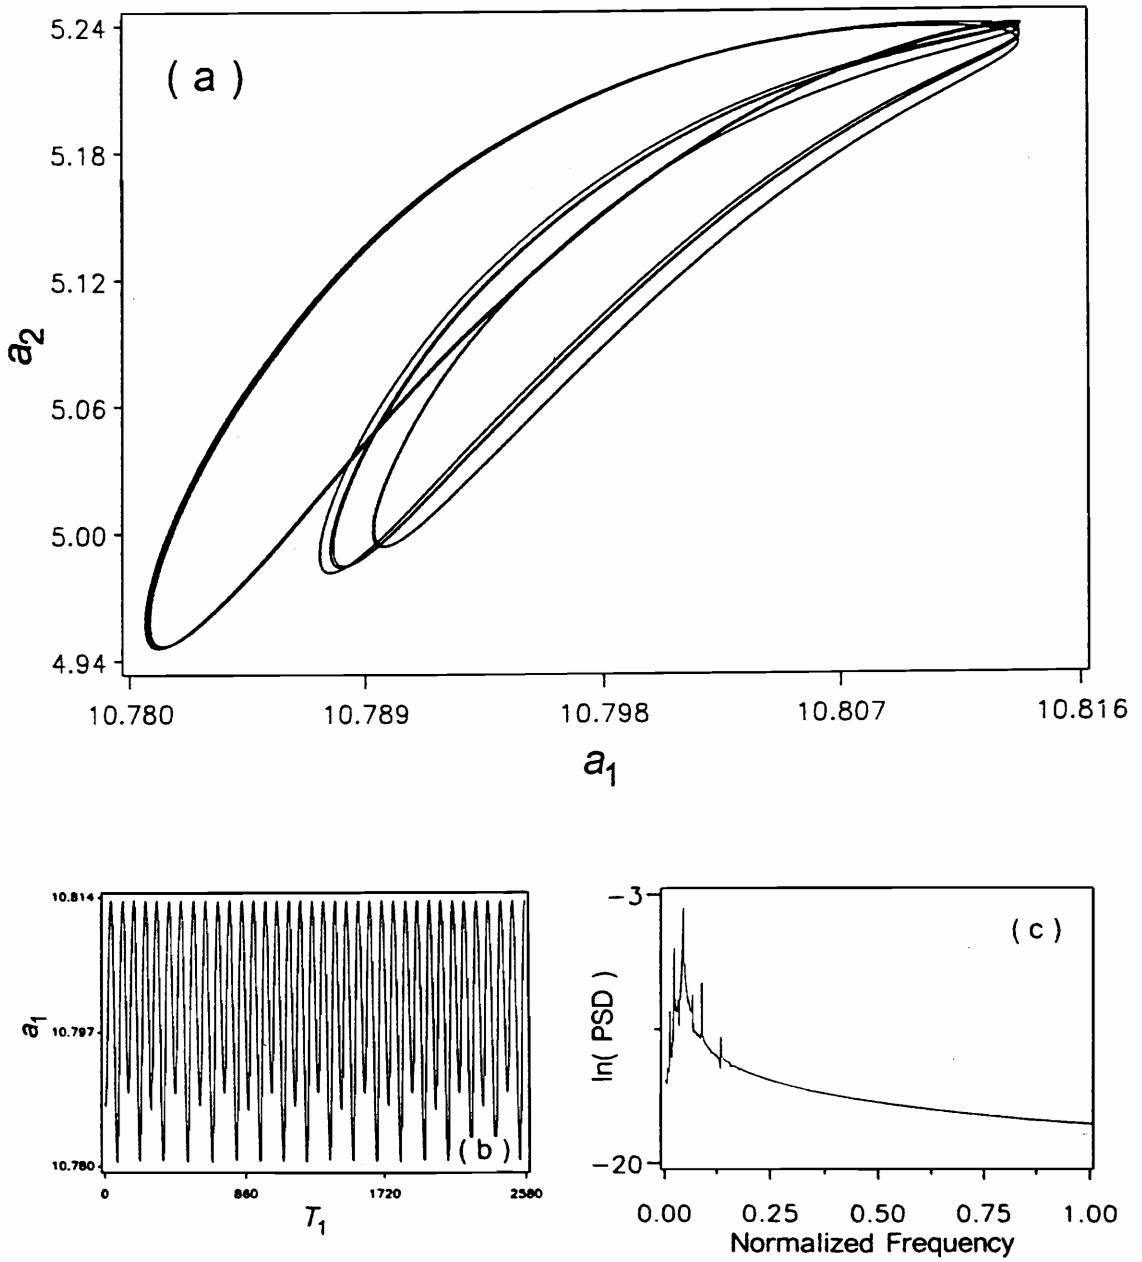 5.24
( a )
5.18
5.12
a2
5.06
5.00
4.94
10.780 10.789 10.798 10.807 10.816
a1
10.814
-3
( c )
a1
10.797
ln( PSD )
( b )
10.780
-20
0 860 1720 2580
T1
0.00 0.25 0.50 0.75 1.00
Normalized Frequency